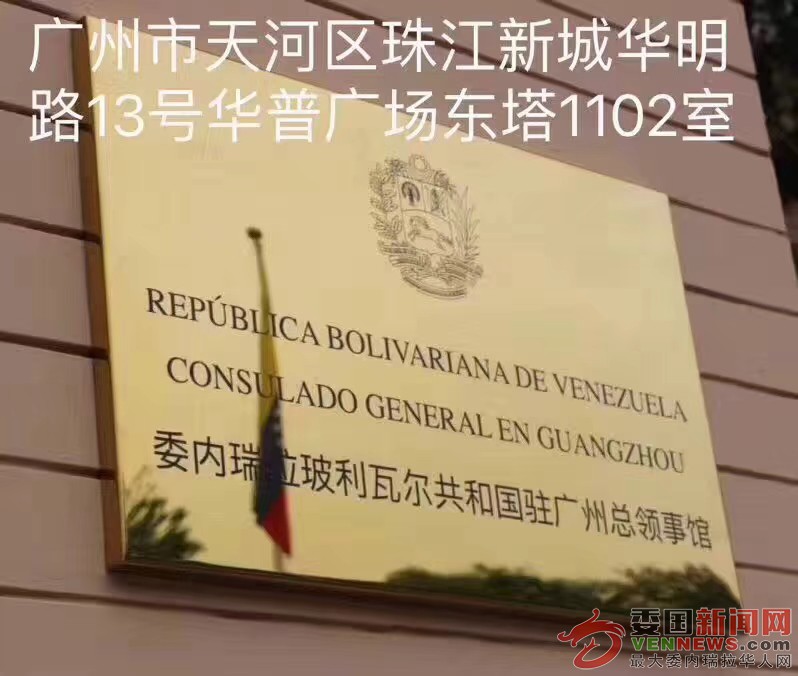 广州市天河区珠江新城华明
路13号华普广场东塔1102室
REPÚBLICA BOLIVARIANA DE VENEZUELA
CONSULADO GENERAL EN GUANGZHOU
委内瑞拉玻利瓦尔共和国驻广州总领事馆
委国新闻网
VENNEWS.com
最大委内瑞拉华人网